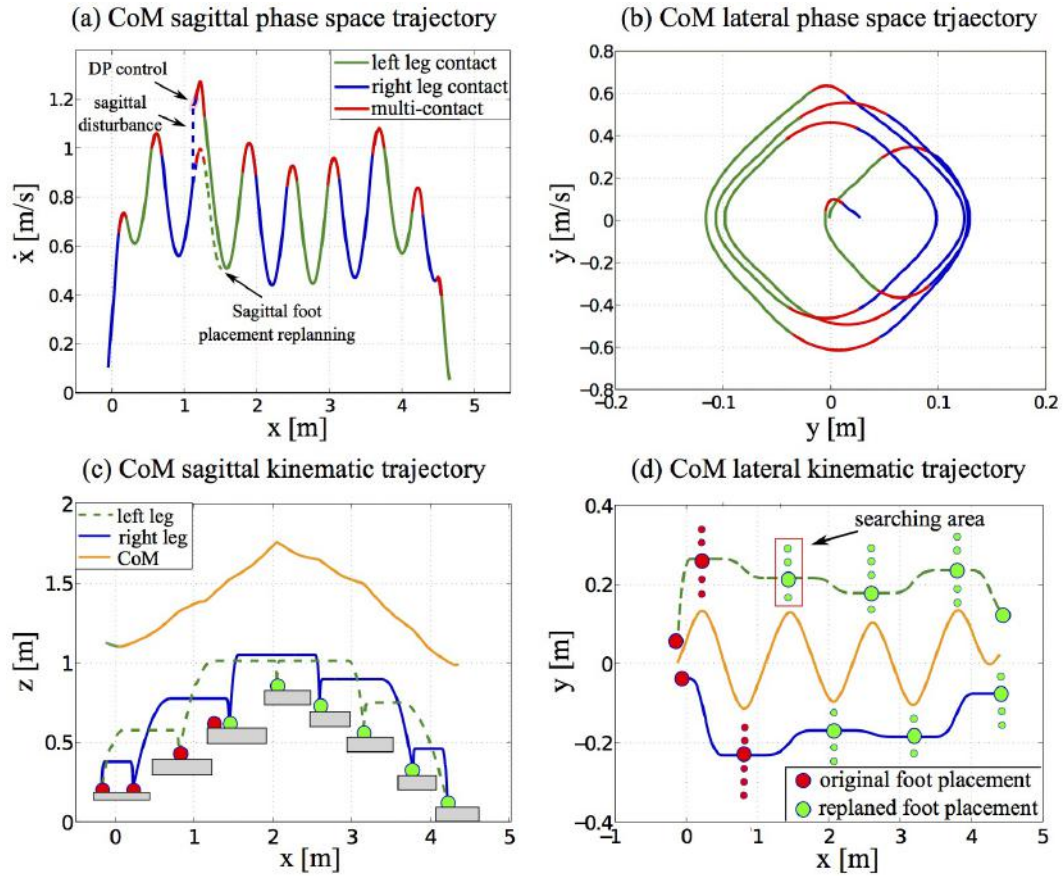 (a) CoM sagittal phase space trajectory
DP control
sagittal
disturbance
left leg contact
right leg contact
multi-contact
Sagittal foot
placement replanning
ẋ [m/s]
1.2
1
0.8
0.6
0.4
0.2
0
0 1 2 3 4 5
x [m]
(b) CoM lateral phase space trjaectory
ẏ [m/s]
0.8
0.6
0.4
0.2
0
−0.2
−0.4
−0.6
−0.8
−0.2 −0.1 0 0.1 0.2
y [m]
(c) CoM sagittal kinematic trajectory
left leg
right leg
CoM
z [m]
2
1.5
1
0.5
0
0 1 2 3 4 5
x [m]
(d) CoM lateral kinematic trajectory
searching area
y [m]
0.4
0.2
0
−0.2
−0.4
original foot placement
replaned foot placement
−1 0 1 2 3 4 5
x [m]